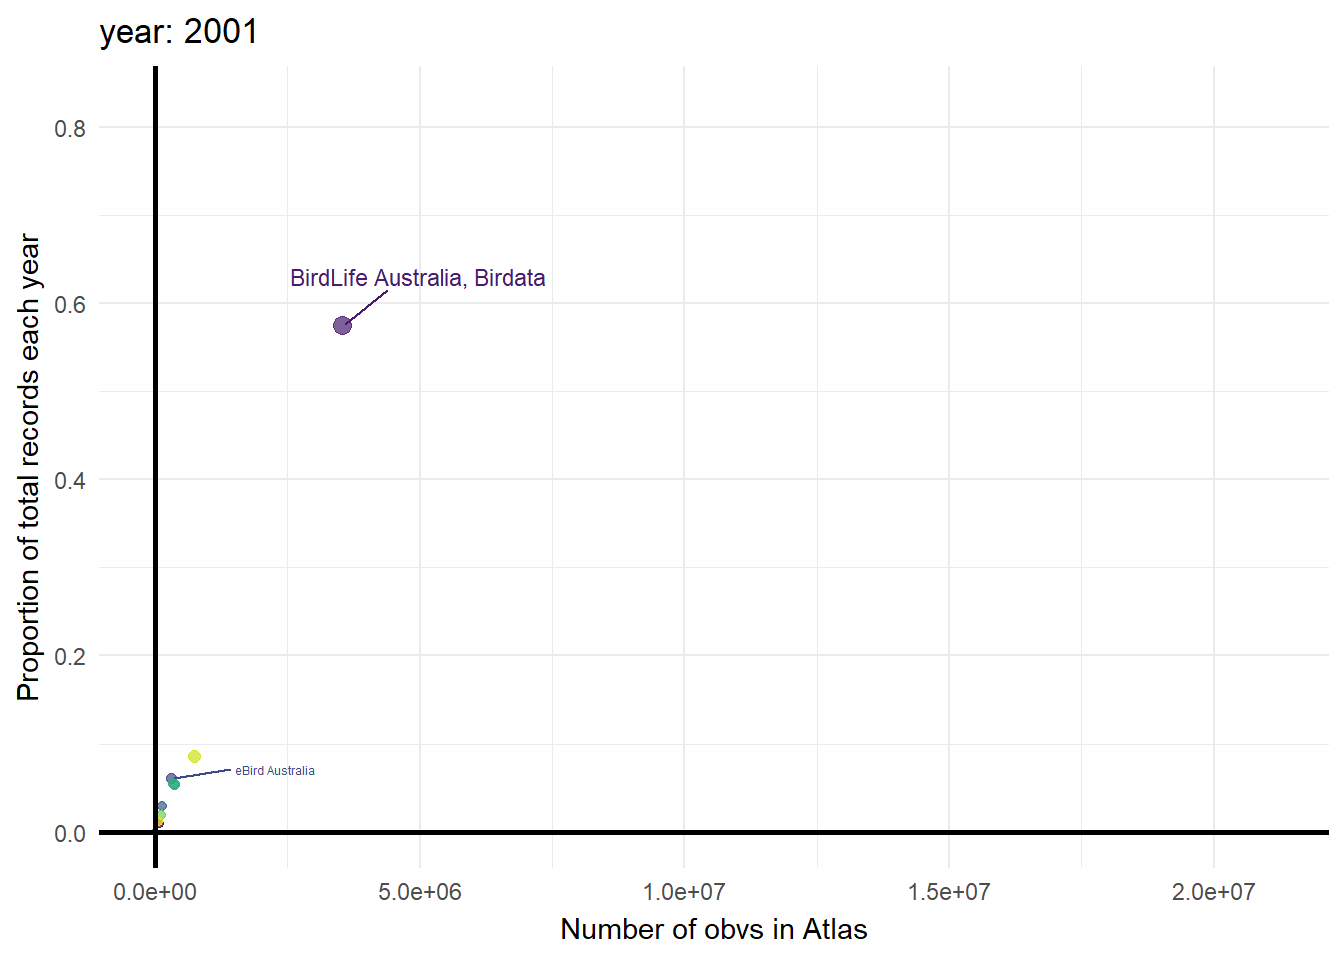 year: 2001
Proportion of total records each year
0.8
0.6
0.4
0.2
0.0
BirdLife Australia, Birdata
eBird Australia
0.0e+00 5.0e+06 1.0e+07 1.5e+07 2.0e+07
Number of obvs in Atlas